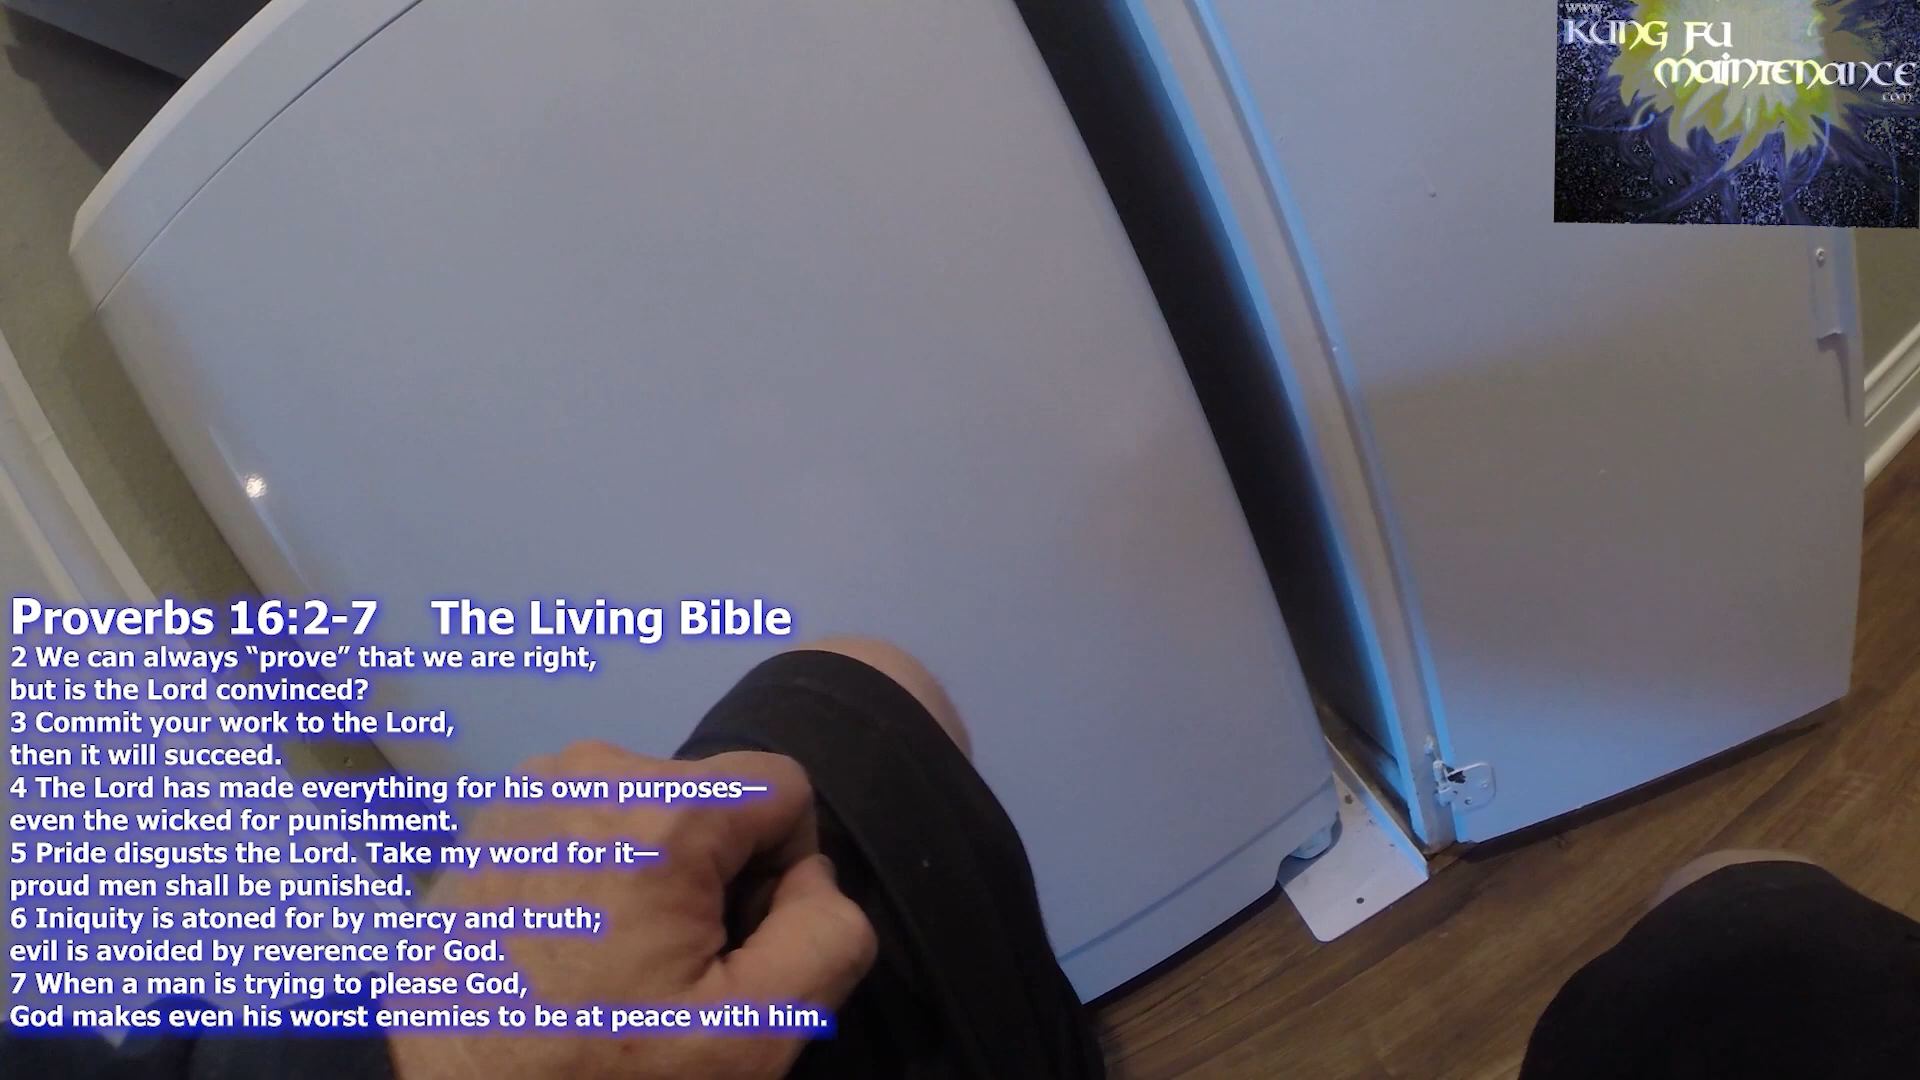 www
Kung Fu
Maintenance
.com
Proverbs 16:2-7    The Living Bible
2 We can always “prove” that we are right,
but is the Lord convinced?
3 Commit your work to the Lord,
then it will succeed.
4 The Lord has made everything for his own purposes—
even the wicked for punishment.
5 Pride disgusts the Lord. Take my word for it—
proud men shall be punished.
6 Iniquity is atoned for by mercy and truth;
evil is avoided by reverence for God.
7 When a man is trying to please God,
God makes even his worst enemies to be at peace with him.